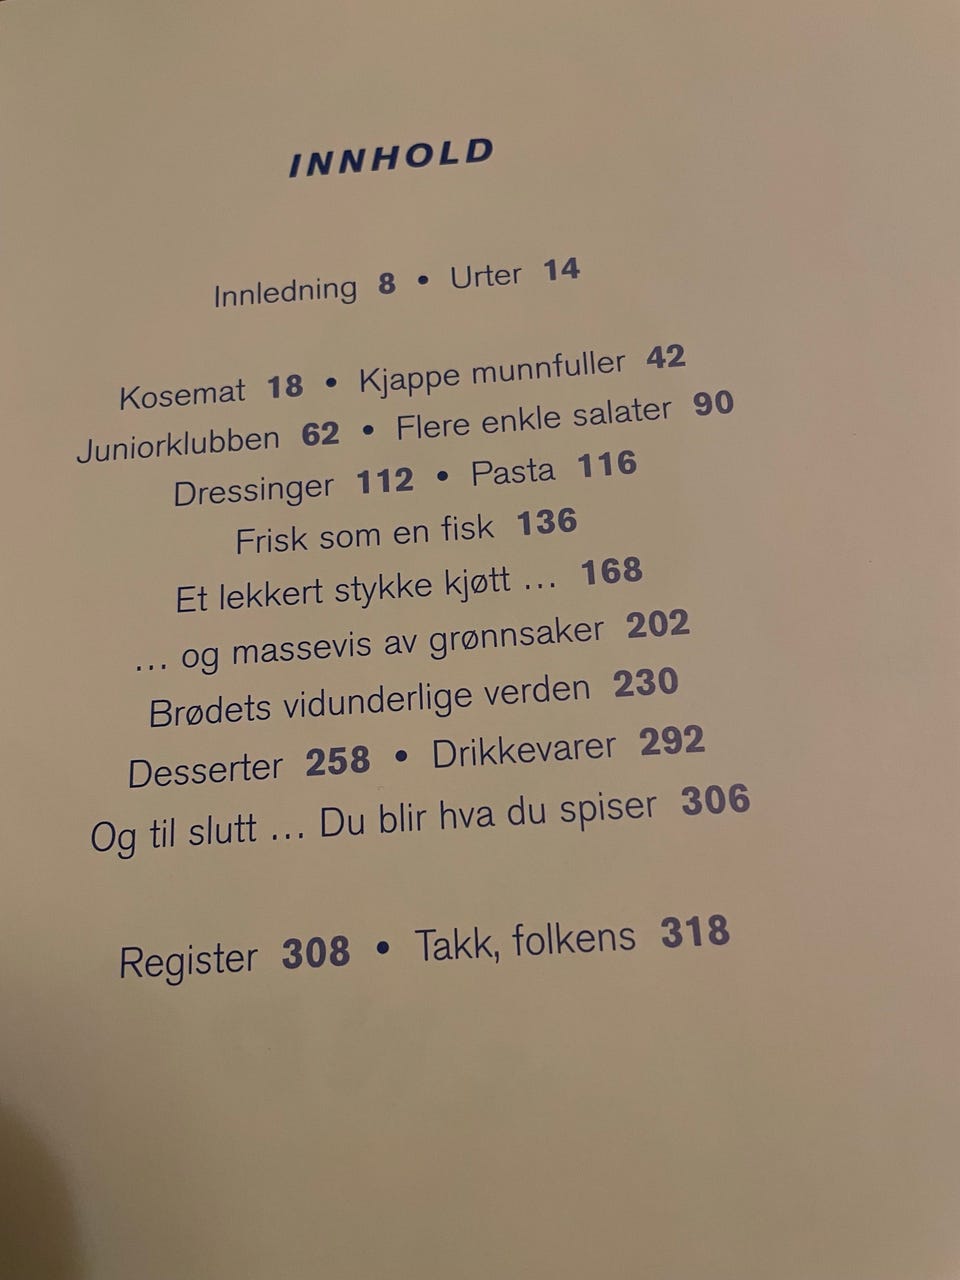 INNHOLD
Innledning 8 • Urter 14
Kosemat 18 • Kjappe munnfuller 42
Juniorklubben 62 • Flere enkle salater 90
Dressinger 112 • Pasta 116
Frisk som en fisk 136
Et lekkert stykke kjøtt ... 168
... og massevis av grønnsaker 202
Brødets vidunderlige verden 230
Desserter 258 • Drikkevarer 292
Og til slutt ... Du blir hva du spiser 306
Register 308 • Takk, folkens 318